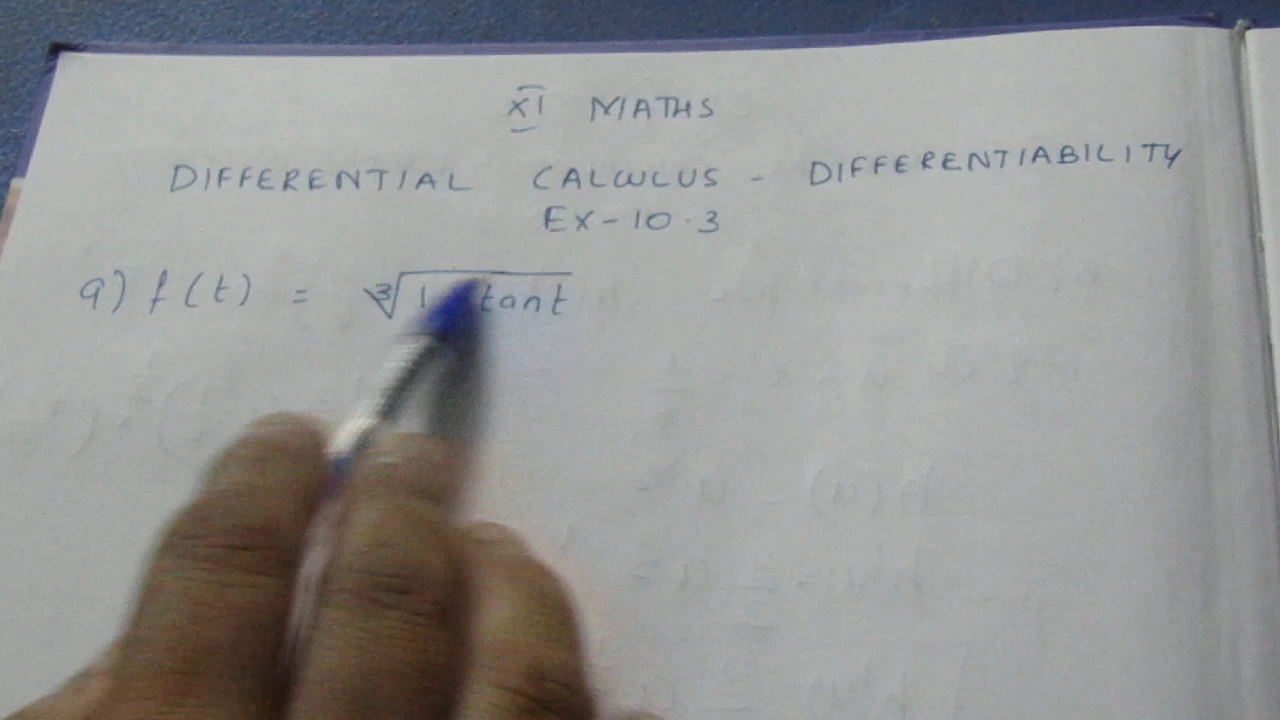 XI MATHS
DIFFERENTIAL CALCULUS - DIFFERENTIABILITY
EX-10.3
9) f(t) = ∛1 tant